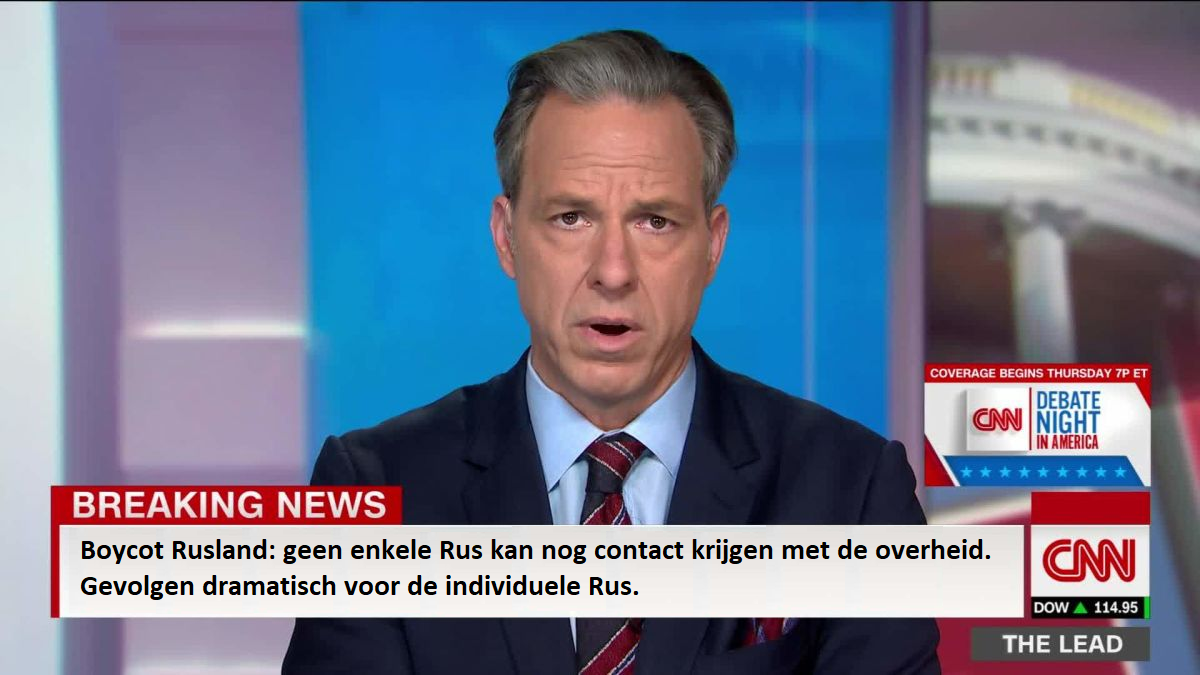 COVERAGE BEGINS THURSDAY 7P ET
CNN
DEBATE
NIGHT
IN AMERICA
BREAKING NEWS
Boycot Rusland: geen enkele Rus kan nog contact krijgen met de overheid.
Gevolgen dramatisch voor de individuele Rus.
CNN
DOW ▲ 114.95
THE LEAD